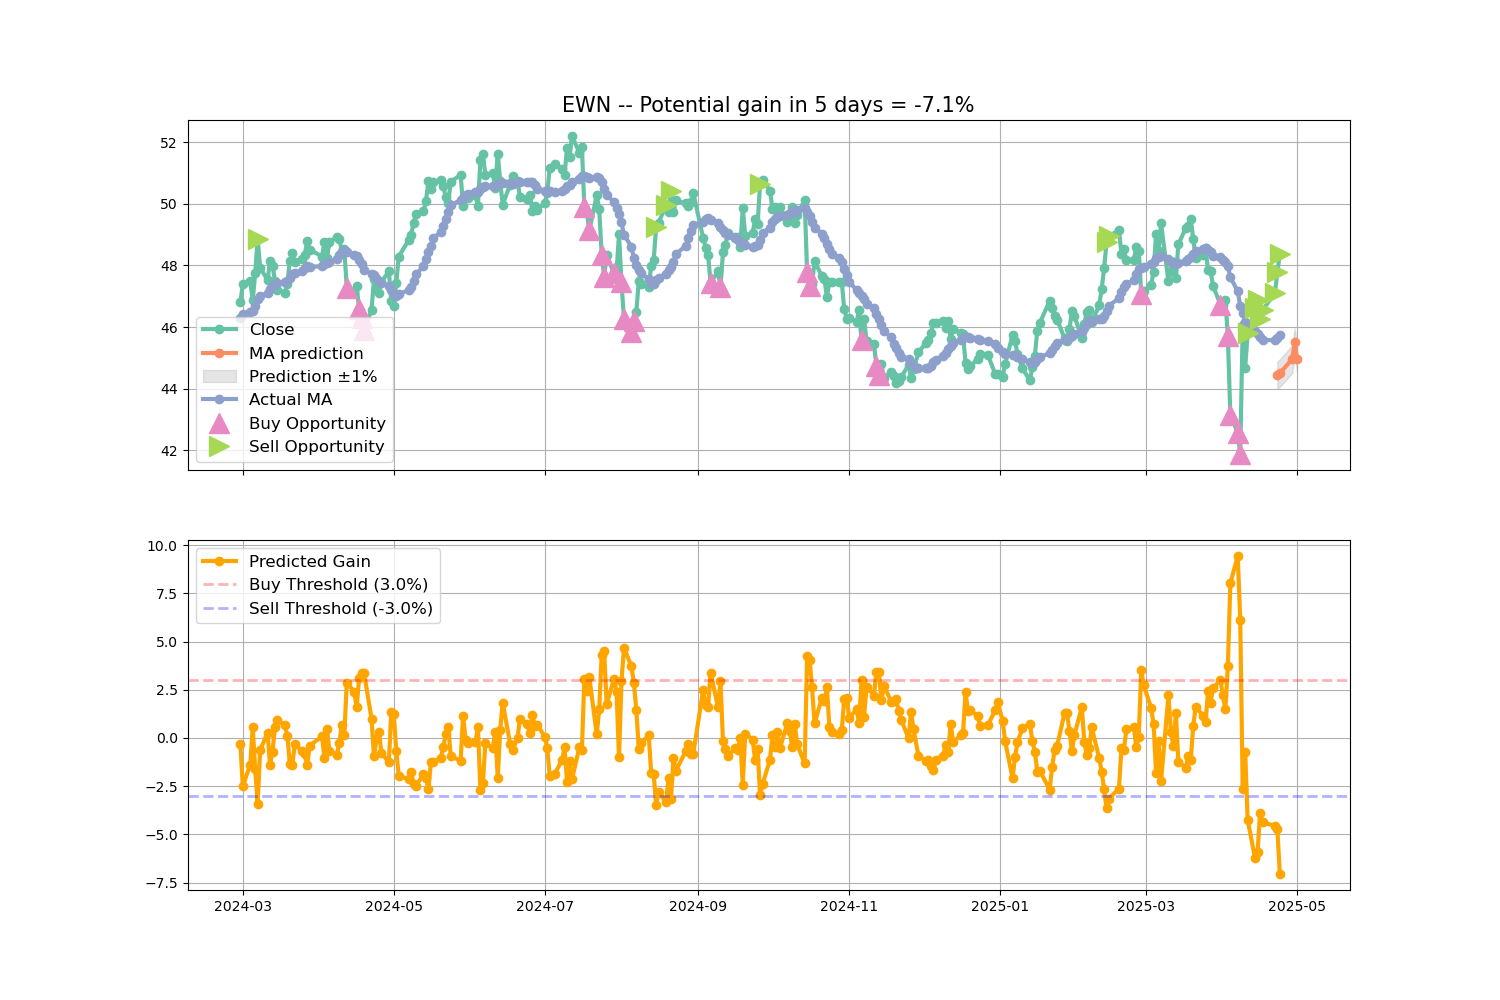 EWN -- Potential gain in 5 days = -7.1%
52
50
48
46
44
42
Close
MA prediction
Prediction ±1%
Actual MA
Buy Opportunity
Sell Opportunity
10.0
7.5
5.0
2.5
0.0
−2.5
−5.0
−7.5
Predicted Gain
Buy Threshold (3.0%)
Sell Threshold (-3.0%)
2024-03
2024-05
2024-07
2024-09
2024-11
2025-01
2025-03
2025-05